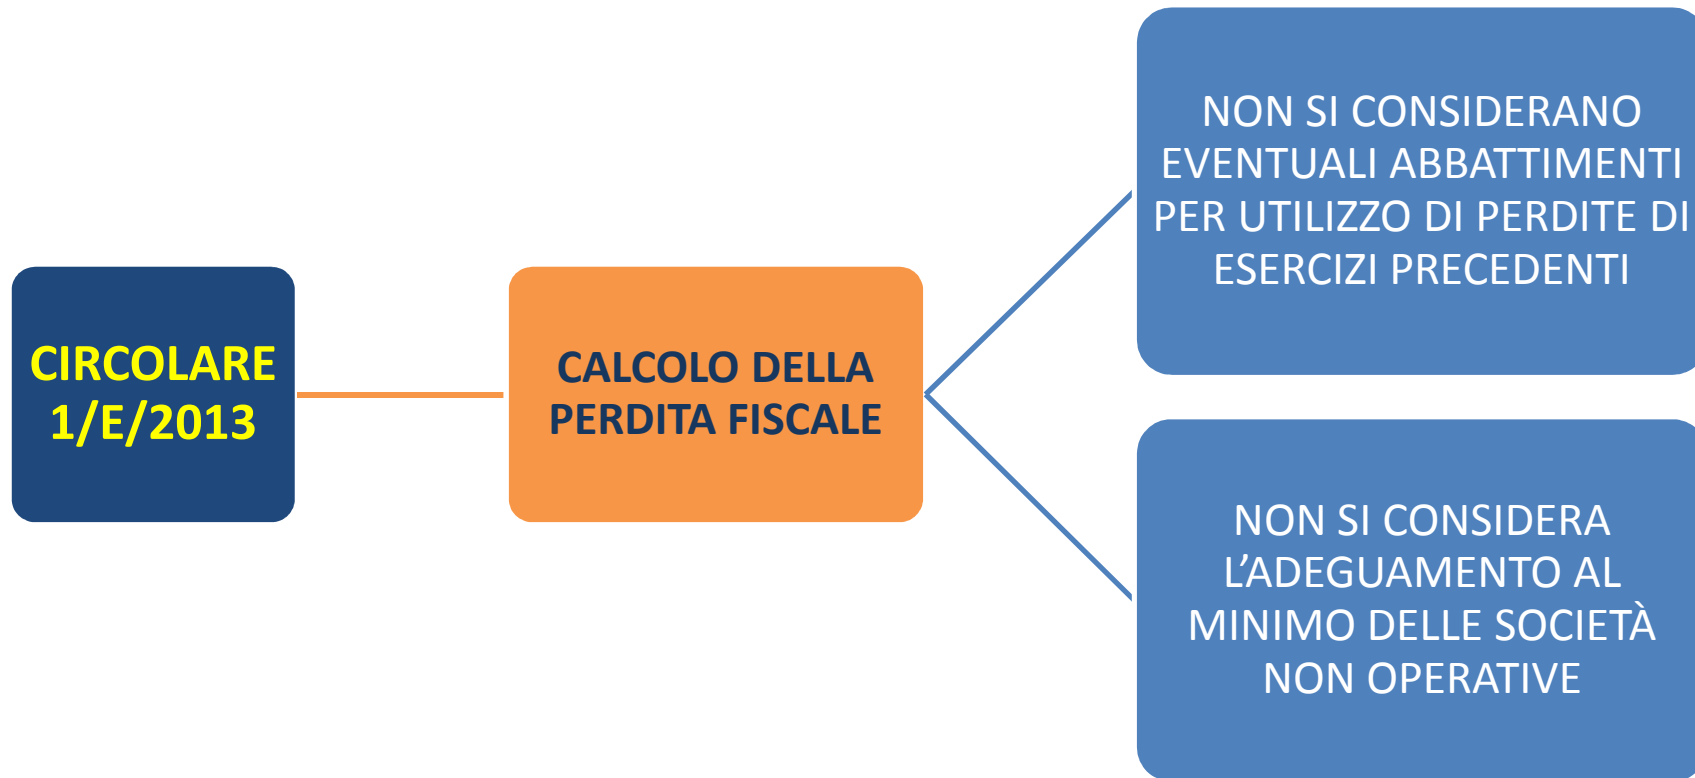 CIRCOLARE
1/E/2013
CALCOLO DELLA
PERDITA FISCALE
NON SI CONSIDERANO
EVENTUALI ABBATTIMENTI
PER UTILIZZO DI PERDITE DI
ESERCIZI PRECEDENTI
NON SI CONSIDERA
L’ADEGUAMENTO AL
MINIMO DELLE SOCIETÀ
NON OPERATIVE